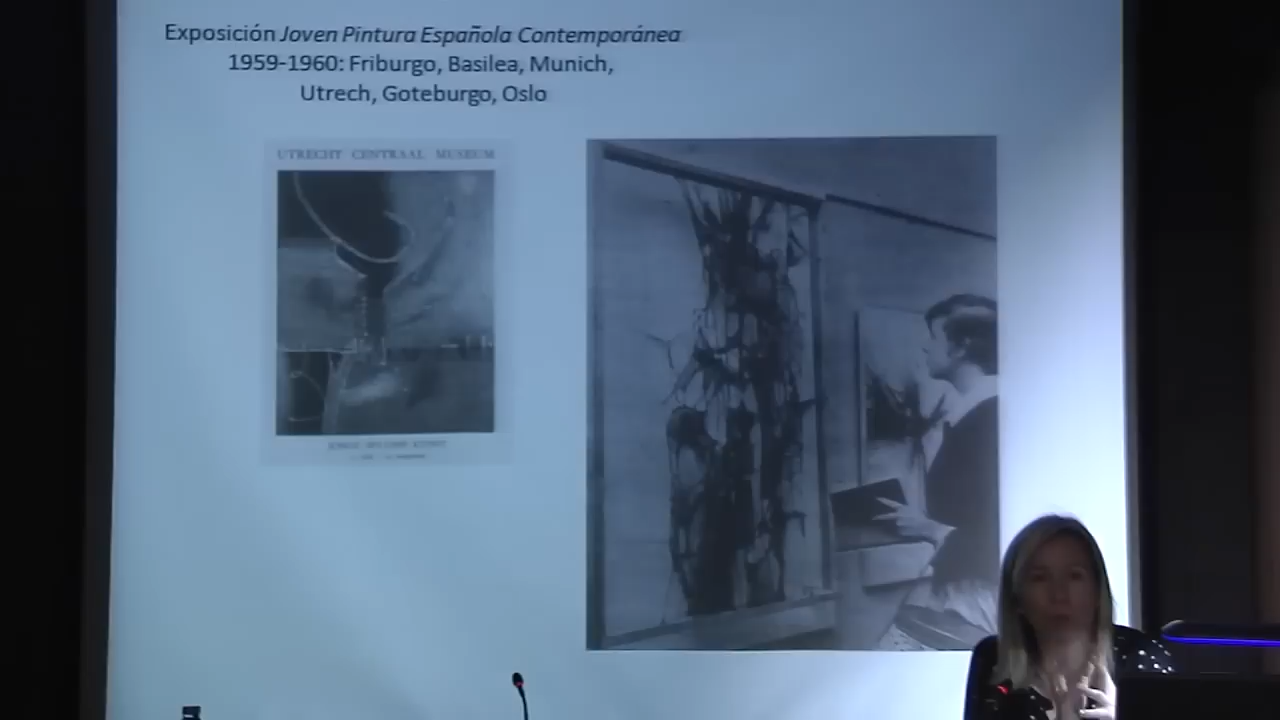 Exposición Joven Pintura Española Contemporánea
1959-1960: Friburgo, Basilea, Munich,
Utrech, Goteburgo, Oslo
UTRECHT CENTRAAL MUSEUM